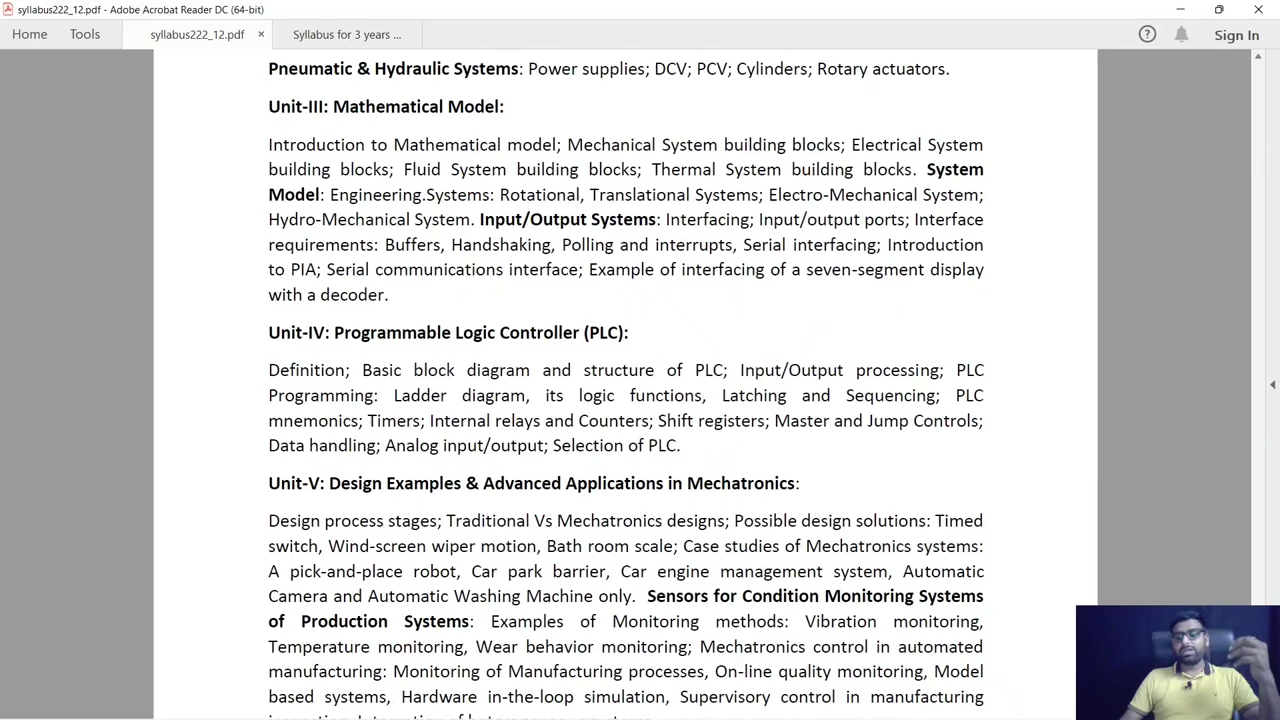 syllabus222_12.pdf - Adobe Acrobat Reader DC (64-bit)
Home Tools syllabus222_12.pdf × Syllabus for 3 years ... ? Sign In
Pneumatic & Hydraulic Systems: Power supplies; DCV; PCV; Cylinders; Rotary actuators.
Unit-III: Mathematical Model:
Introduction to Mathematical model; Mechanical System building blocks; Electrical System
building blocks; Fluid System building blocks; Thermal System building blocks. System
Model: Engineering.Systems: Rotational, Translational Systems; Electro-Mechanical System;
Hydro-Mechanical System. Input/Output Systems: Interfacing; Input/output ports; Interface
requirements: Buffers, Handshaking, Polling and interrupts, Serial interfacing; Introduction
to PIA; Serial communications interface; Example of interfacing of a seven-segment display
with a decoder.
Unit-IV: Programmable Logic Controller (PLC):
Definition; Basic block diagram and structure of PLC; Input/Output processing; PLC
Programming: Ladder diagram, its logic functions, Latching and Sequencing; PLC
mnemonics; Timers; Internal relays and Counters; Shift registers; Master and Jump Controls;
Data handling; Analog input/output; Selection of PLC.
Unit-V: Design Examples & Advanced Applications in Mechatronics:
Design process stages; Traditional Vs Mechatronics designs; Possible design solutions: Timed
switch, Wind-screen wiper motion, Bath room scale; Case studies of Mechatronics systems:
A pick-and-place robot, Car park barrier, Car engine management system, Automatic
Camera and Automatic Washing Machine only. Sensors for Condition Monitoring Systems
of Production Systems: Examples of Monitoring methods: Vibration monitoring,
Temperature monitoring, Wear behavior monitoring; Mechatronics control in automated
manufacturing: Monitoring of Manufacturing processes, On-line quality monitoring, Model
based systems, Hardware in-the-loop simulation, Supervisory control in manufacturing